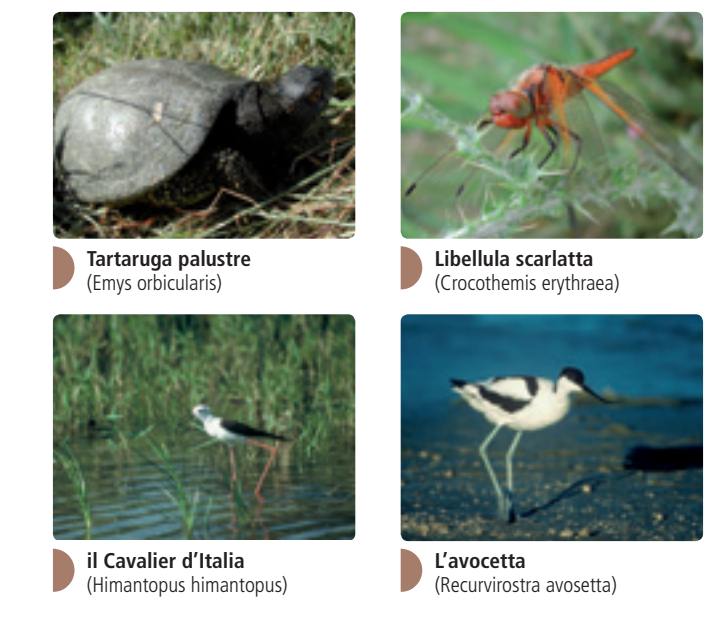 Tartaruga palustre
(Emys orbicularis)
Libellula scarlatta
(Crocothemis erythraea)
il Cavalier d’Italia
(Himantopus himantopus)
L’avocetta
(Recurvirostra avosetta)